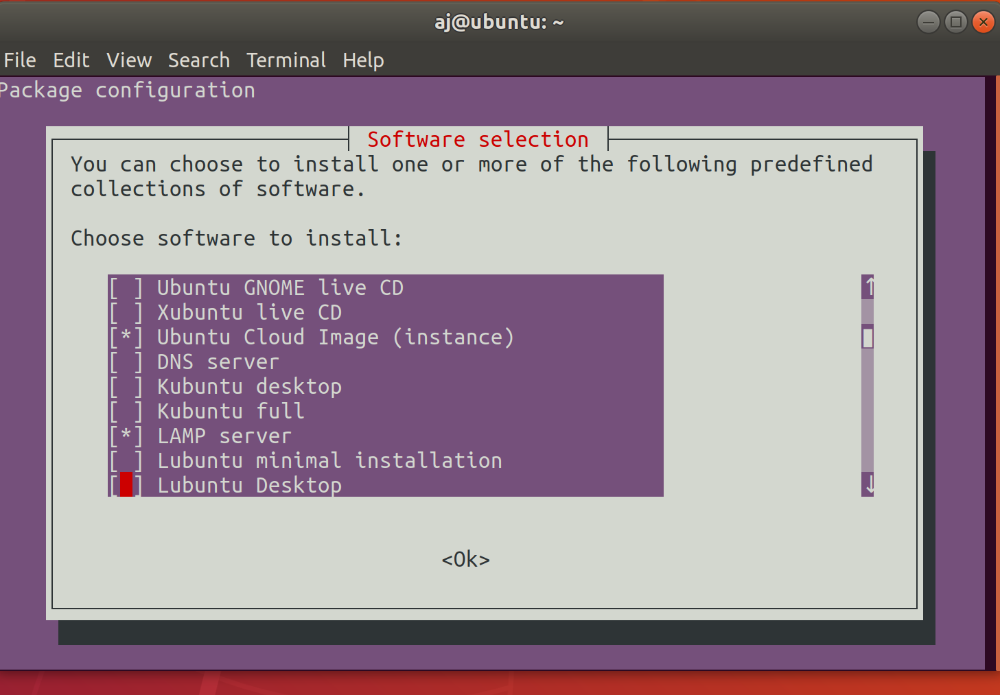 aj@ubuntu: ~
File Edit View Search Terminal Help
Package configuration
Software selection
You can choose to install one or more of the following predefined
collections of software.
Choose software to install:
[ ] Ubuntu GNOME live CD
[ ] Xubuntu live CD
[*] Ubuntu Cloud Image (instance)
[ ] DNS server
[ ] Kubuntu desktop
[ ] Kubuntu full
[*] LAMP server
[ ] Lubuntu minimal installation
[ ] Lubuntu Desktop
<Ok>